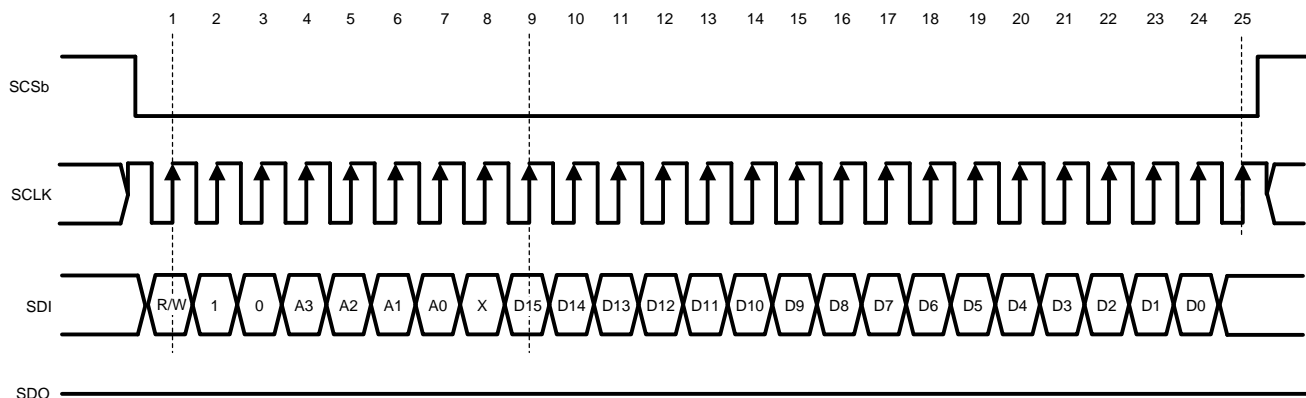 1 2 3 4 5 6 7 8 9 10 11 12 13 14 15 16 17 18 19 20 21 22 23 24 25
SCSb
SCLK
SDI R/W 1 0 A3 A2 A1 A0 X D15 D14 D13 D12 D11 D10 D9 D8 D7 D6 D5 D4 D3 D2 D1 D0
SDO